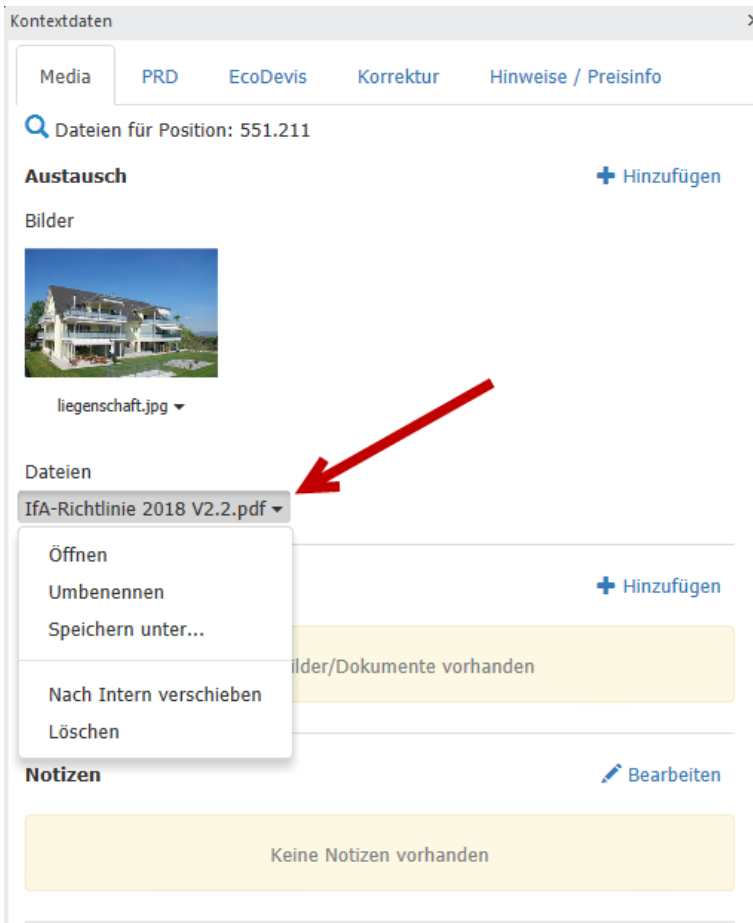 Kontextdaten
Media PRD EcoDevis Korrektur Hinweise / Preisinfo
Dateien für Position: 551.211
Austausch Hinzufügen
Bilder
liegenschaft.jpg
Dateien
IfA-Richtlinie 2018 V2.2.pdf
Öffnen
Umbenennen Hinzufügen
Speichern unter...
/Dokumente vorhanden
Nach Intern verschieben
Löschen
Notizen Bearbeiten
Keine Notizen vorhanden